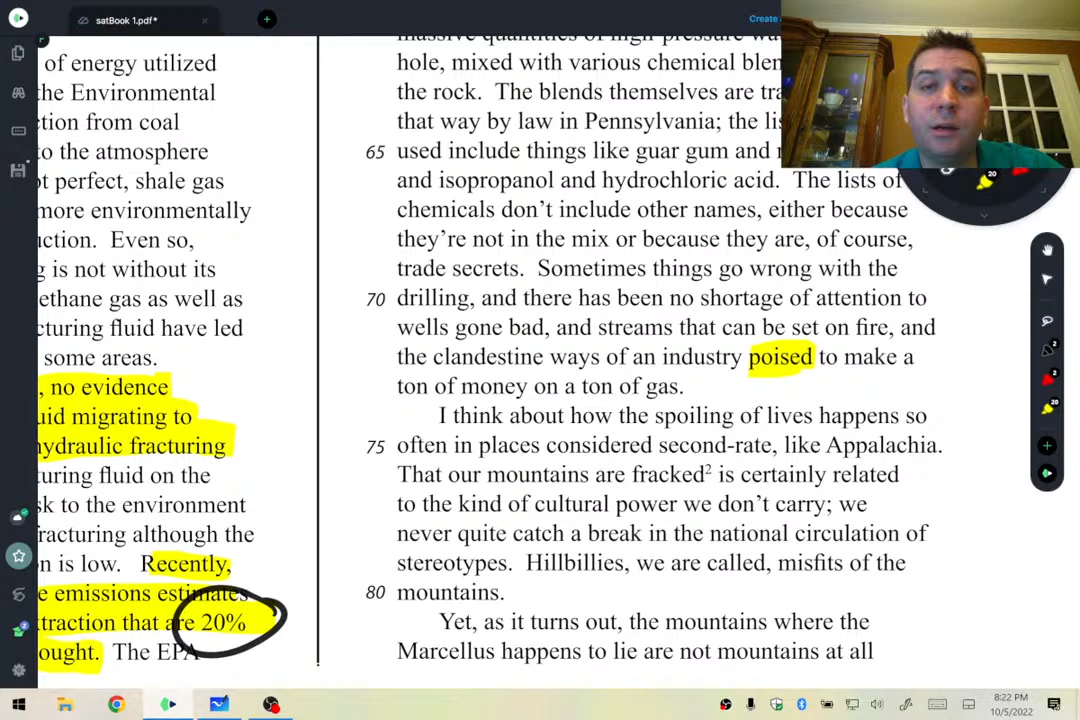 satBook 1.pdf*
Create a
of energy utilized
the Environmental
ction from coal
to the atmosphere
ot perfect, shale gas
more environmentally
uction. Even so,
g is not without its
ethane gas as well as
cturing fluid have led
some areas.
, no evidence
uid migrating to
hydraulic fracturing
turing fluid on the
sk to the environment
fracturing although the
n is low. Recently,
e emissions estimates
traction that are 20%
ought. The EPA
massive quantities of high-pressure wa
hole, mixed with various chemical blen
the rock. The blends themselves are tra
that way by law in Pennsylvania; the lis
65 used include things like guar gum and
and isopropanol and hydrochloric acid. The lists of
chemicals don't include other names, either because
they're not in the mix or because they are, of course,
trade secrets. Sometimes things go wrong with the
70 drilling, and there has been no shortage of attention to
wells gone bad, and streams that can be set on fire, and
the clandestine ways of an industry poised to make a
ton of money on a ton of gas.
I think about how the spoiling of lives happens so
75 often in places considered second-rate, like Appalachia.
That our mountains are fracked² is certainly related
to the kind of cultural power we don't carry; we
never quite catch a break in the national circulation of
stereotypes. Hillbillies, we are called, misfits of the
80 mountains.
Yet, as it turns out, the mountains where the
Marcellus happens to lie are not mountains at all
20
2
2
20
2
8:22 PM
10/5/2022